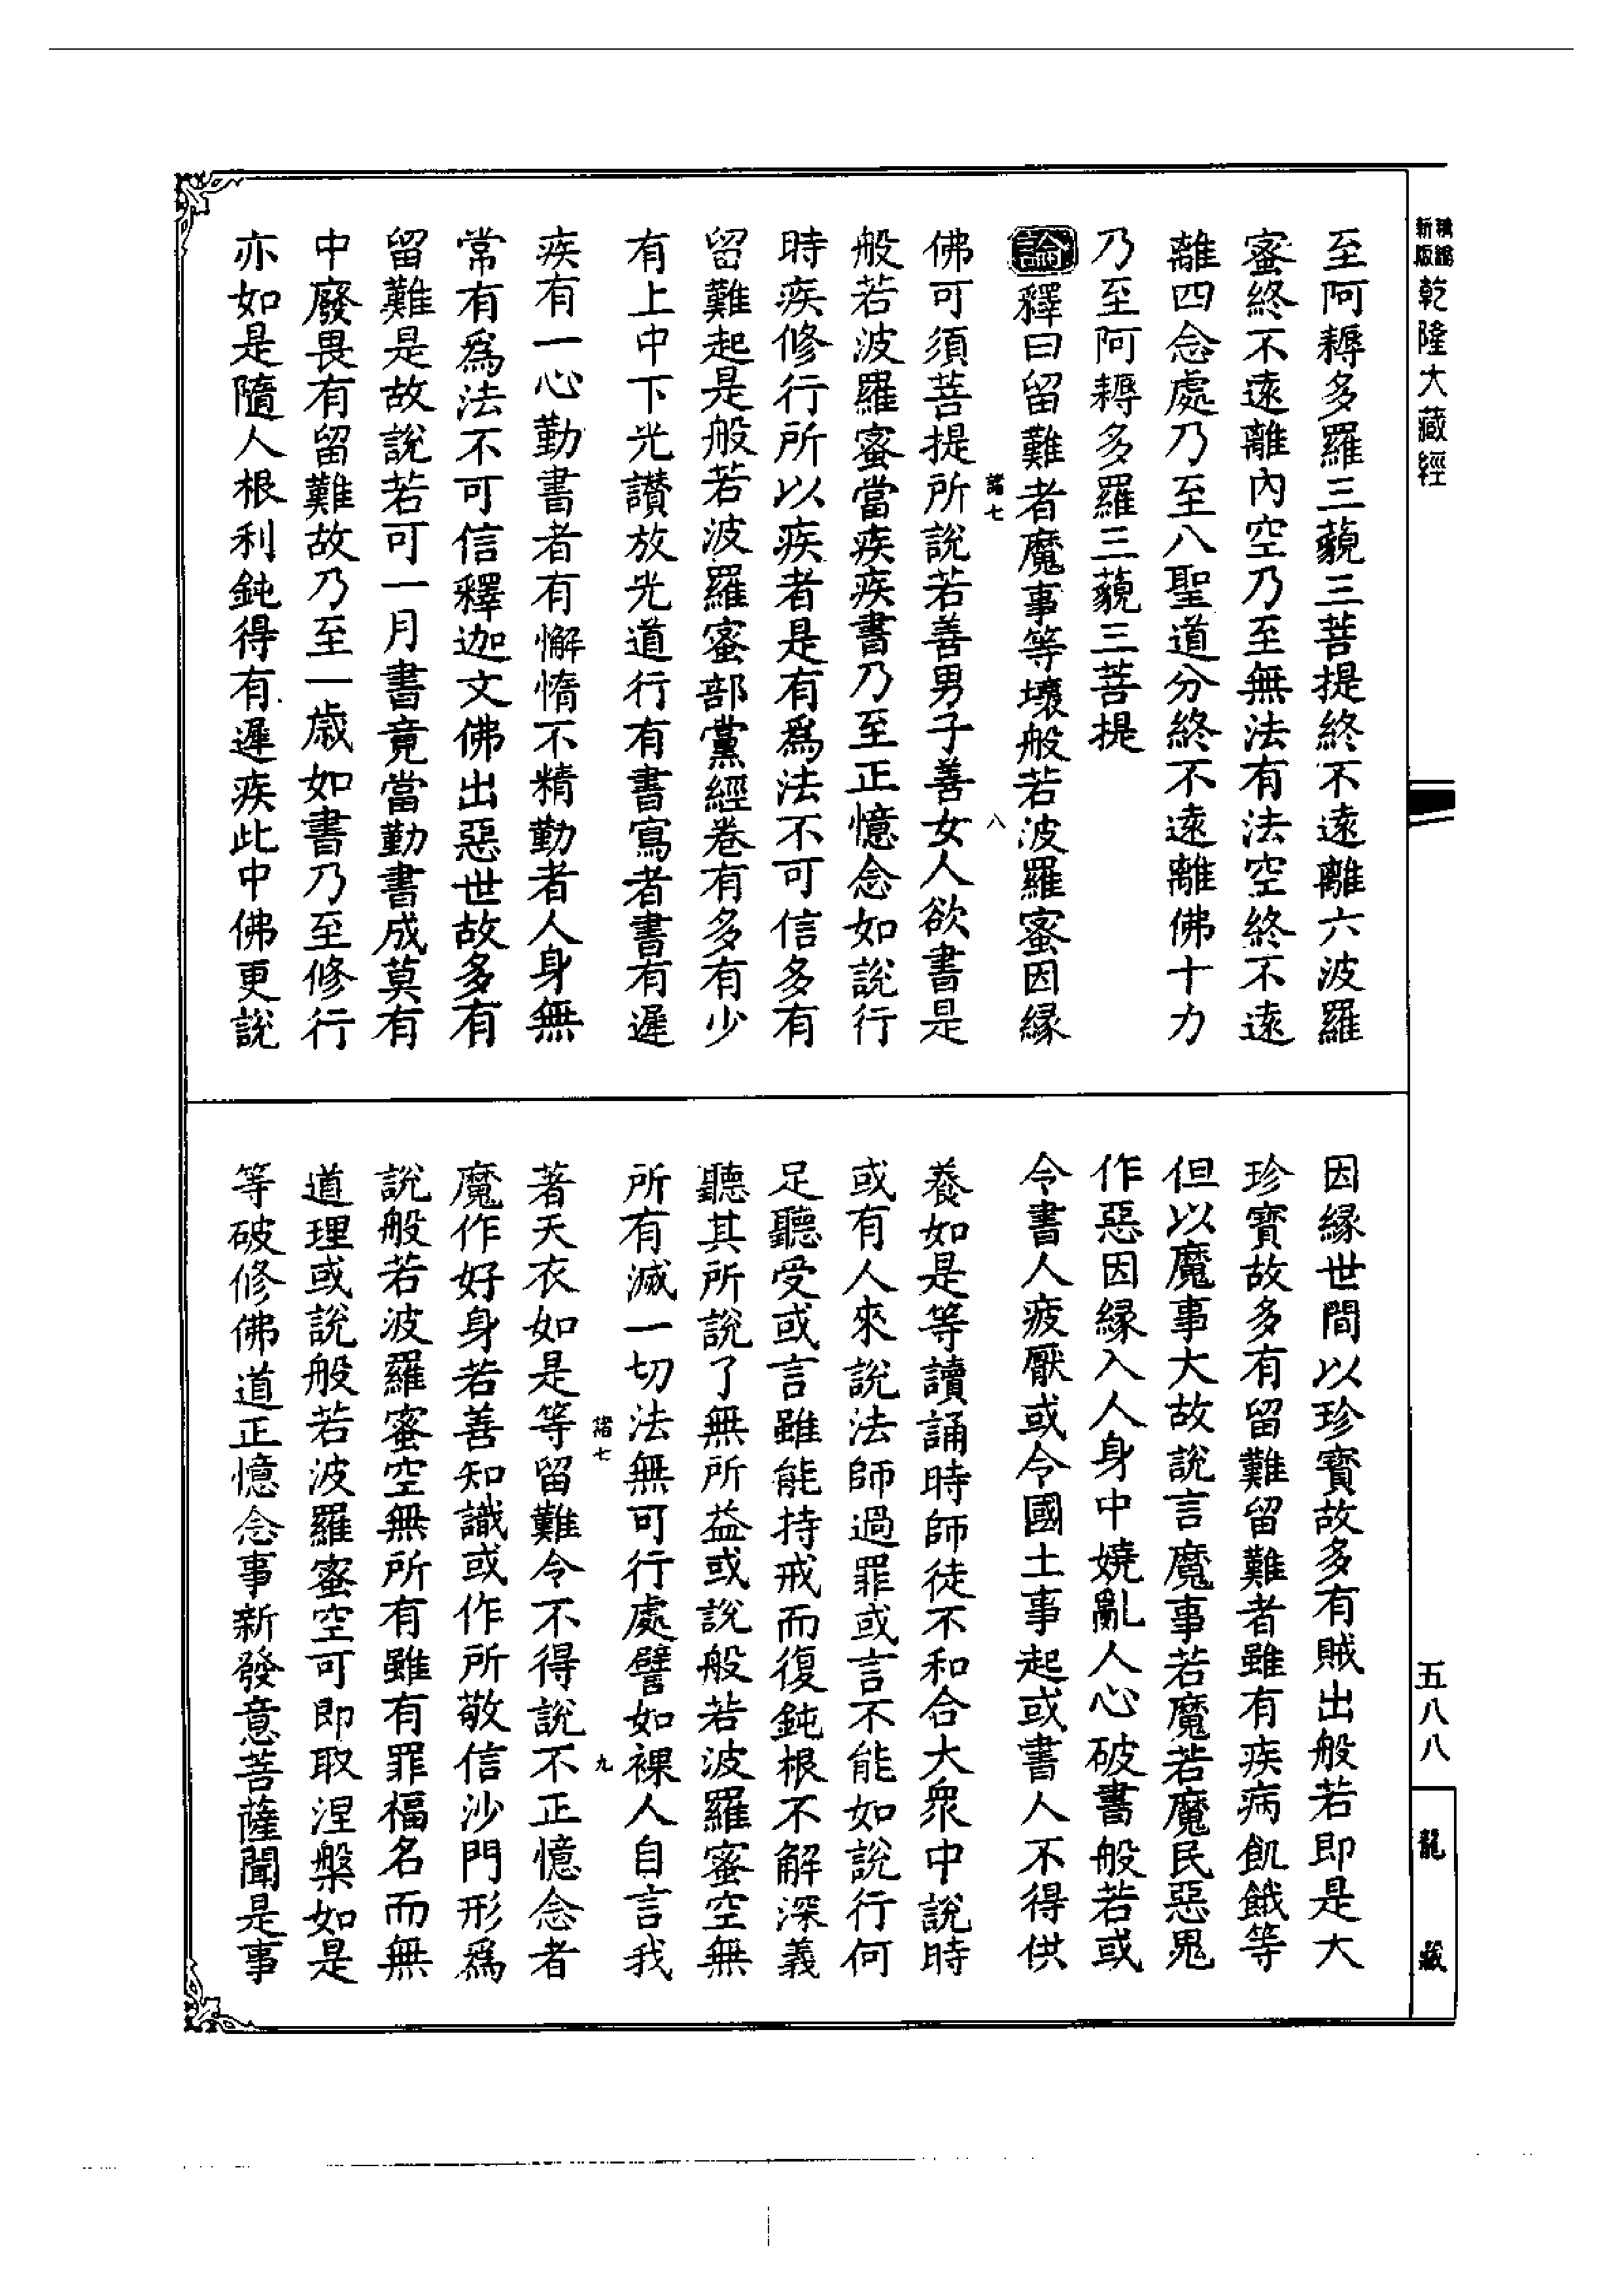 新版精縮
乾隆大藏經
至阿耨多羅三藐三菩提終不遠離六波羅
蜜終不遠離內空乃至無法有法空終不遠
離四念處乃至八聖道分終不遠離佛十力
乃至阿耨多羅三藐三菩提
論釋曰留難者魔事等壞般若波羅蜜因緣
諸七
八
佛可須菩提所說若善男子善女人欲書是
般若波羅蜜當疾疾書乃至正憶念如說行
時疾修行所以疾者是有為法不可信多有
留難起是般若波羅蜜部黨經卷有多有少
有上中下光讚放光道行有書寫者書有遲
疾有一心勤書者有懈惰不精勤者人身無
常有為法不可信釋迦文佛出惡世故多有
留難是故說若可一月書竟當勤書成莫有
中廢畏有留難故乃至一歲如書乃至修行
亦如是隨人根利鈍得有遲疾此中佛更說
因緣世間以珍寶故多有賊出般若即是大
珍寶故多有留難留難者雖有疾病飢餓等
但以魔事大故說言魔事若魔若魔民惡鬼
作惡因緣入人身中嬈亂人心破書般若或
令書人疲厭或令國土事起或書人不得供
養如是等讀誦時師徒不和合大眾中說時
或有人來說法師過罪或言不能如說行何
足聽受或言雖能持戒而復鈍根不解深義
聽其所說了無所益或說般若波羅蜜空無
所有滅一切法無可行處譬如裸人自言我
諸七
九
著天衣如是等留難令不得說不正憶念者
魔作好身若善知識或作所敬信沙門形為
說般若波羅蜜空無所有雖有罪福名而無
道理或說般若波羅蜜空可即取涅槃如是
等破修佛道正憶念事新發意菩薩聞是事
五八八
龍藏